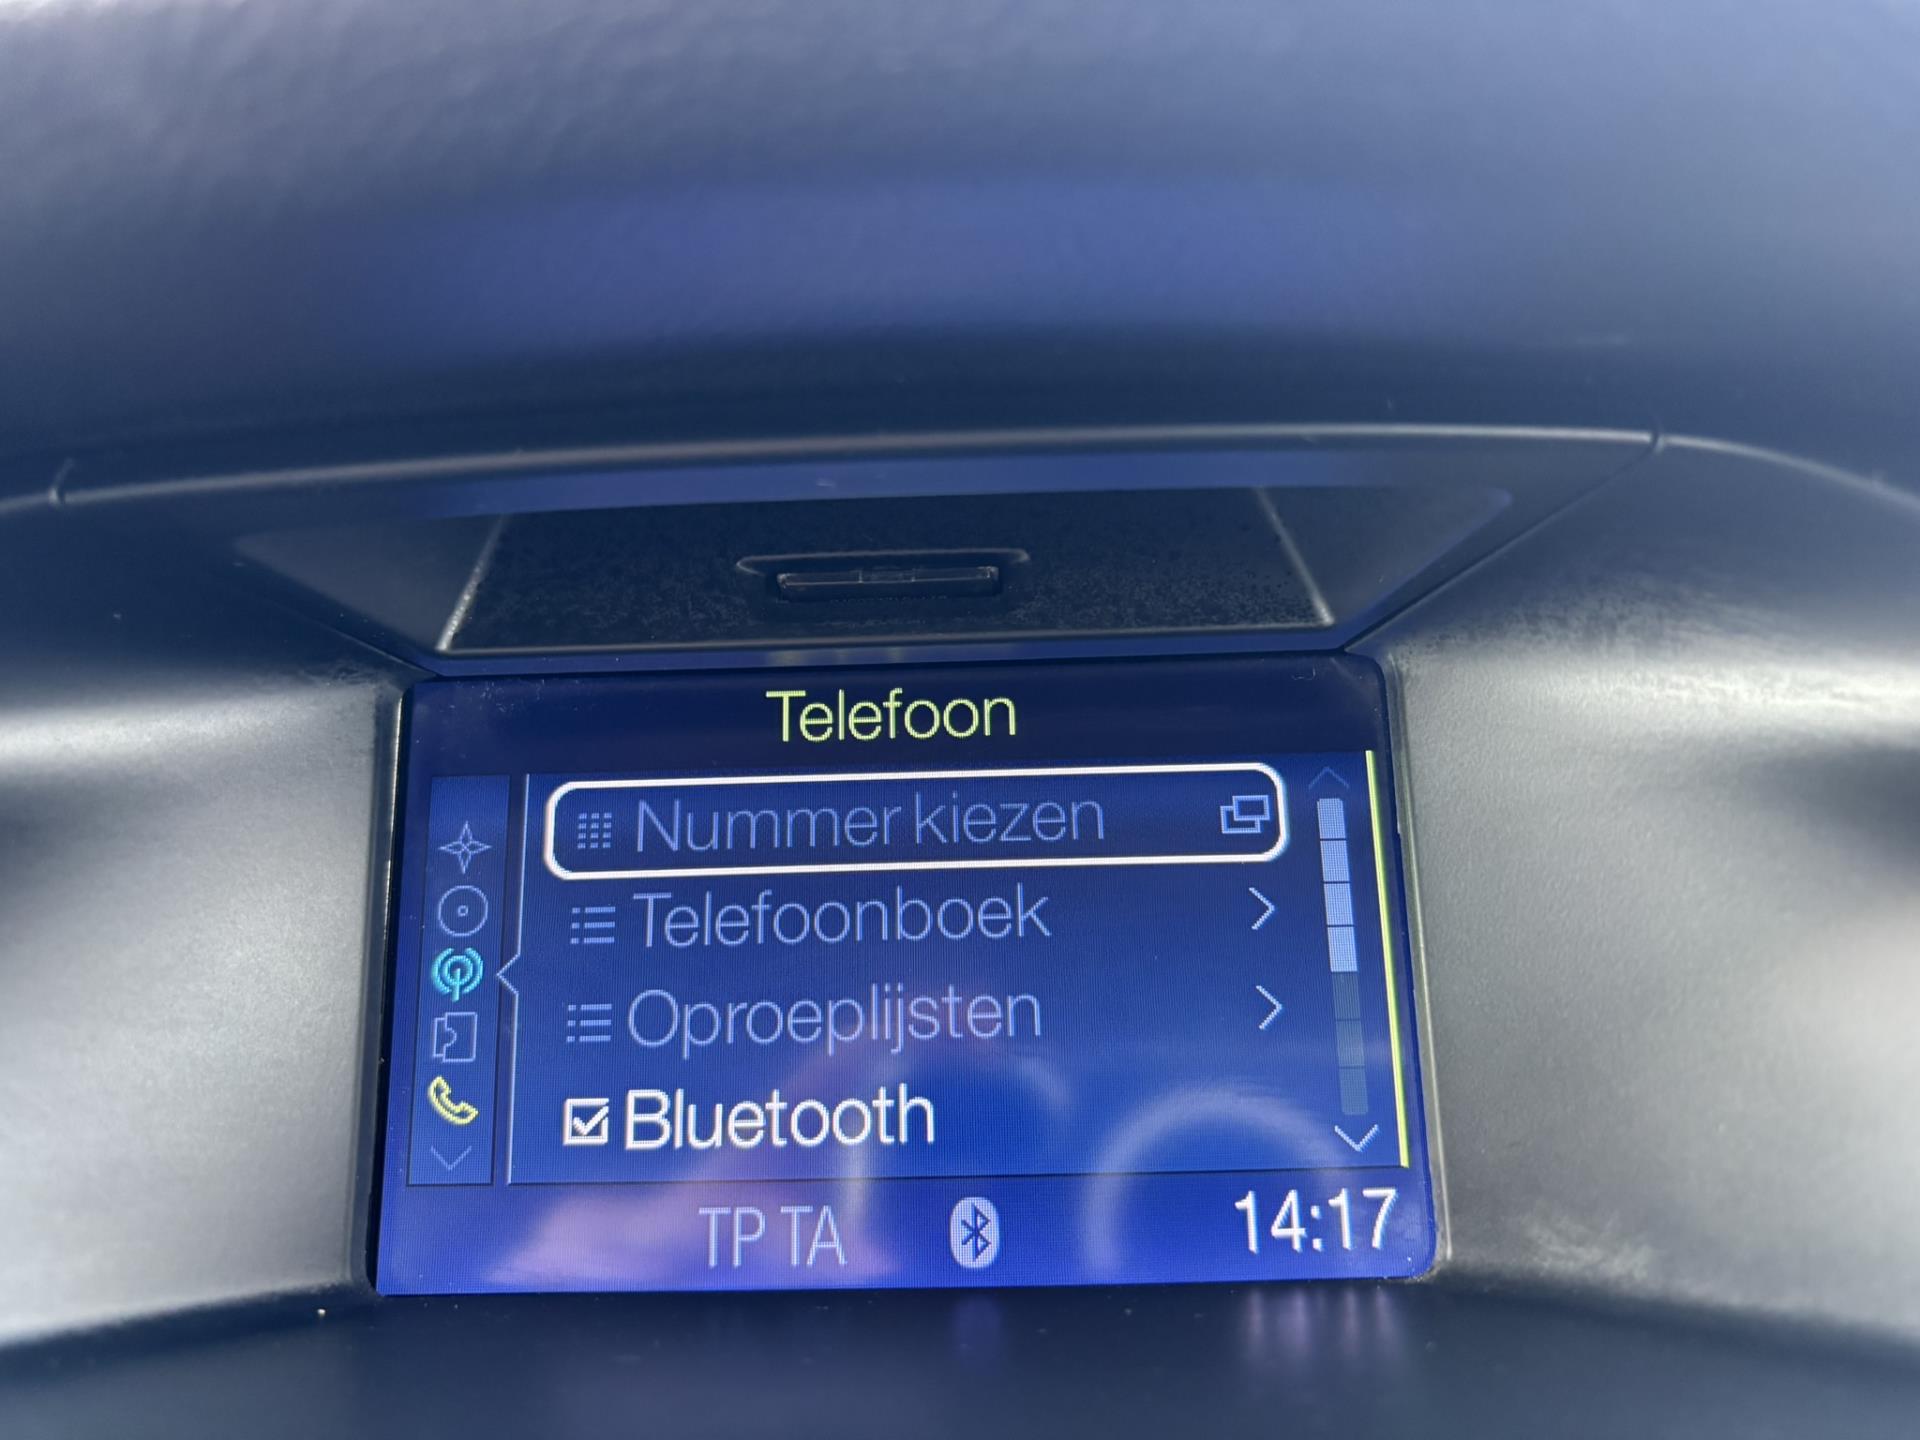 Telefoon
Nummer kiezen
Telefoonboek
Oproeplijsten
Bluetooth
TP TA
14:17